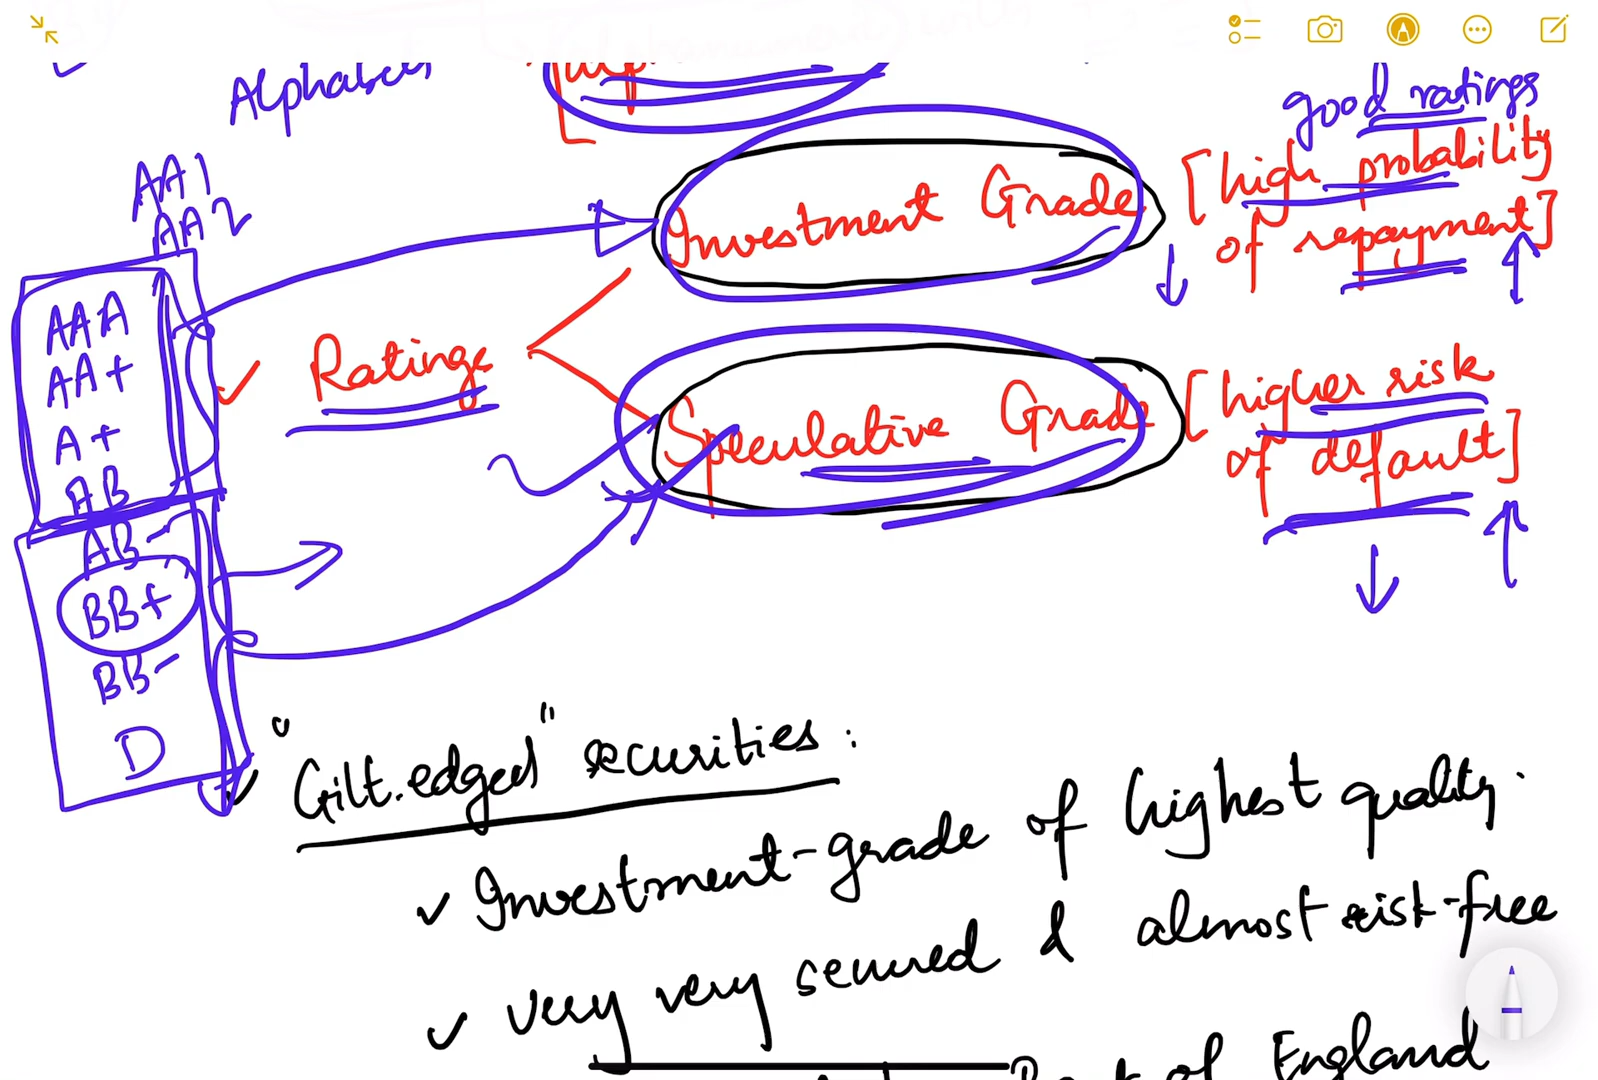 Alphabet
good ratings
AA1
AA2
Investment Grade [high probability
of repayment]
AAA
AA+
A+
AB
Ratings
Speculative Grade [higher risk
of default]
AB-
BB+
BB-
D
"Gilt-edged" securities:
✓ Investment-grade of highest quality.
✓ very very secured & almost risk-free
of England